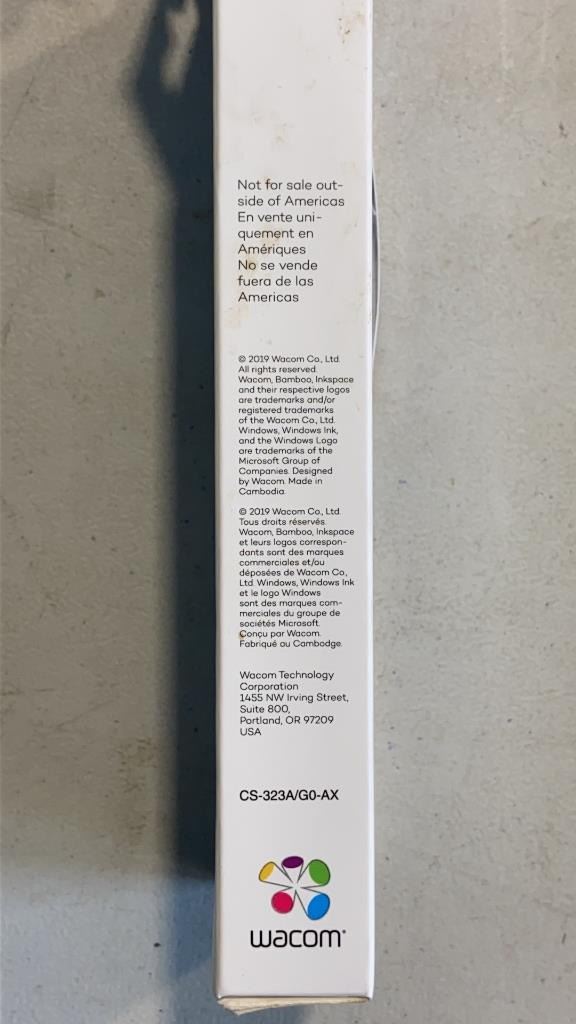 Not for sale out-
side of Americas
En vente uni-
quement en
Amériques
No se vende
fuera de las
Americas
© 2019 Wacom Co., Ltd.
All rights reserved.
Wacom, Bamboo, Inkspace
and their respective logos
are trademarks and/or
registered trademarks
of the Wacom Co., Ltd.
Windows, Windows Ink,
and the Windows Logo
are trademarks of the
Microsoft Group of
Companies. Designed
by Wacom. Made in
Cambodia.
© 2019 Wacom Co., Ltd.
Tous droits réservés.
Wacom, Bamboo, Inkspace
et leurs logos correspon-
dants sont des marques
commerciales et/ou
déposées de Wacom Co.,
Ltd. Windows, Windows Ink
et le logo Windows
sont des marques com-
merciales du groupe de
sociétés Microsoft.
Conçu par Wacom.
Fabriqué au Cambodge.
Wacom Technology
Corporation
1455 NW Irving Street,
Suite 800,
Portland, OR 97209
USA
CS-323A/G0-AX
wacom